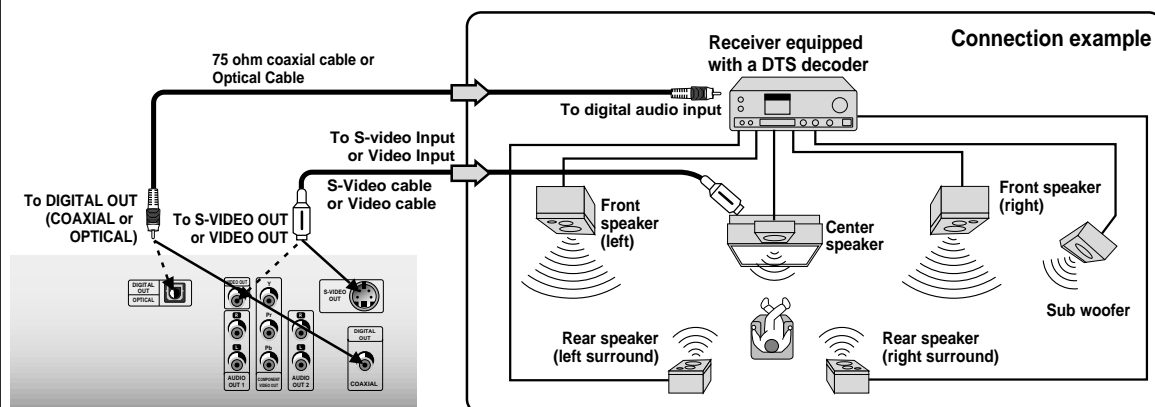 Connection example
Receiver equipped
with a DTS decoder
75 ohm coaxial cable or
Optical Cable
To digital audio input
To S-video Input
or Video Input
S-Video cable
or Video cable
To DIGITAL OUT
(COAXIAL or
OPTICAL)
To S-VIDEO OUT
or VIDEO OUT
Front
speaker
(left)
Center
speaker
Front speaker
(right)
Sub woofer
Rear speaker
(left surround)
Rear speaker
(right surround)
DIGITAL
OUT
OPTICAL
VIDEO OUT
Y
Pr
Pb
R
L
R
L
AUDIO
OUT 1
COMPONENT
VIDEO OUT
AUDIO
OUT 2
S-VIDEO
OUT
DIGITAL
OUT
COAXIAL